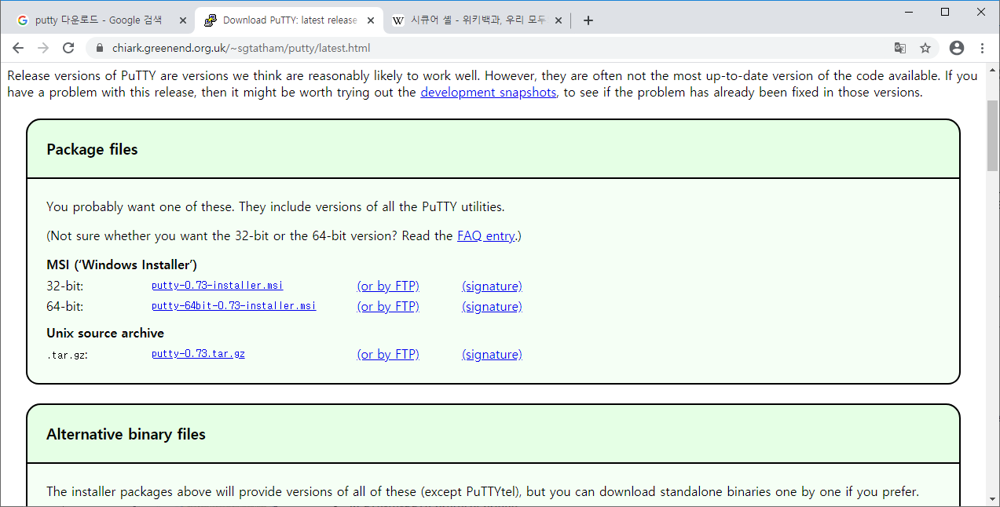 putty 다운로드 - Google 검색
Download PuTTY: latest release
시큐어 셸 - 위키백과, 우리 모두
chiark.greenend.org.uk/~sgtatham/putty/latest.html
Release versions of PuTTY are versions we think are reasonably likely to work well. However, they are often not the most up-to-date version of the code available. If you
have a problem with this release, then it might be worth trying out the development snapshots, to see if the problem has already been fixed in those versions.
Package files
You probably want one of these. They include versions of all the PuTTY utilities.
(Not sure whether you want the 32-bit or the 64-bit version? Read the FAQ entry.)
MSI (‘Windows Installer’)
32-bit: putty-0.73-installer.msi (or by FTP) (signature)
64-bit: putty-64bit-0.73-installer.msi (or by FTP) (signature)
Unix source archive
.tar.gz: putty-0.73.tar.gz (or by FTP) (signature)
Alternative binary files
The installer packages above will provide versions of all of these (except PuTTYtel), but you can download standalone binaries one by one if you prefer.